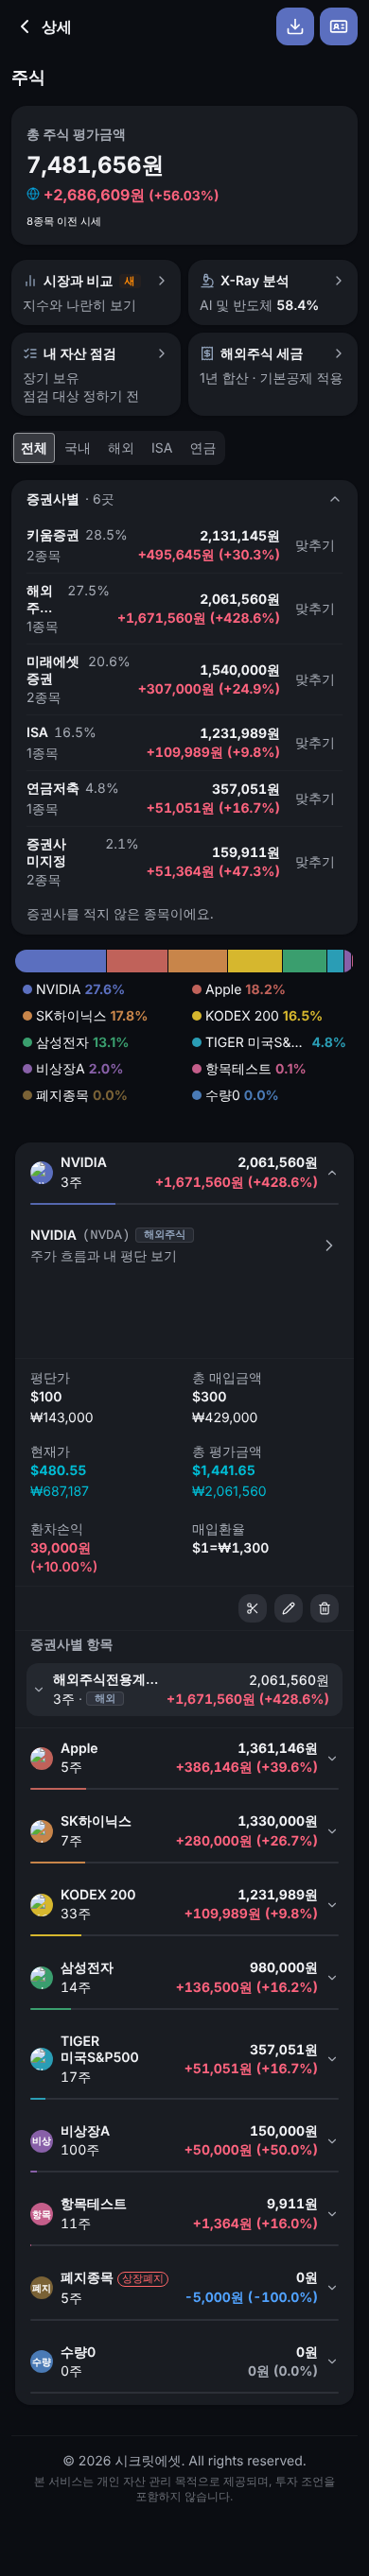 상세
주식
총 주식 평가금액
7,481,656원
+2,686,609원 (+56.03%)
8종목 이전 시세
시장과 비교 새
지수와 나란히 보기
X-Ray 분석
AI 및 반도체 58.4%
내 자산 점검
장기 보유
점검 대상 정하기 전
해외주식 세금
1년 합산 · 기본공제 적용
전체 국내 해외 ISA 연금
증권사별 · 6곳
키움증권 28.5% 2,131,145원
2종목 +495,645원 (+30.3%) 맞추기
해외 27.5% 2,061,560원
주... +1,671,560원 (+428.6%) 맞추기
1종목
미래에셋 20.6% 1,540,000원
증권 +307,000원 (+24.9%) 맞추기
2종목
ISA 16.5% 1,231,989원
1종목 +109,989원 (+9.8%) 맞추기
연금저축 4.8% 357,051원
1종목 +51,051원 (+16.7%) 맞추기
증권사 2.1% 159,911원
미지정 +51,364원 (+47.3%) 맞추기
2종목
증권사를 적지 않은 종목이에요.
NVIDIA 27.6% Apple 18.2%
SK하이닉스 17.8% KODEX 200 16.5%
삼성전자 13.1% TIGER 미국S&... 4.8%
비상장A 2.0% 항목테스트 0.1%
폐지종목 0.0% 수량0 0.0%
NVIDIA 2,061,560원
3주 +1,671,560원 (+428.6%)
NVIDIA (NVDA) 해외주식
주가 흐름과 내 평단 보기
평단가 총 매입금액
$100 $300
₩143,000 ₩429,000
현재가 총 평가금액
$480.55 $1,441.65
₩687,187 ₩2,061,560
환차손익 매입환율
39,000원 $1=₩1,300
(+10.00%)
증권사별 항목
해외주식전용계... 2,061,560원
3주 · 해외 +1,671,560원 (+428.6%)
Apple 1,361,146원
5주 +386,146원 (+39.6%)
SK하이닉스 1,330,000원
7주 +280,000원 (+26.7%)
KODEX 200 1,231,989원
33주 +109,989원 (+9.8%)
삼성전자 980,000원
14주 +136,500원 (+16.2%)
TIGER 357,051원
미국S&P500 +51,051원 (+16.7%)
17주
비상 비상장A 150,000원
100주 +50,000원 (+50.0%)
항목 항목테스트 9,911원
11주 +1,364원 (+16.0%)
폐지 폐지종목 상장폐지 0원
5주 -5,000원 (-100.0%)
수량 수량0 0원
0주 0원 (0.0%)
© 2026 시크릿에셋. All rights reserved.
본 서비스는 개인 자산 관리 목적으로 제공되며, 투자 조언을
포함하지 않습니다.